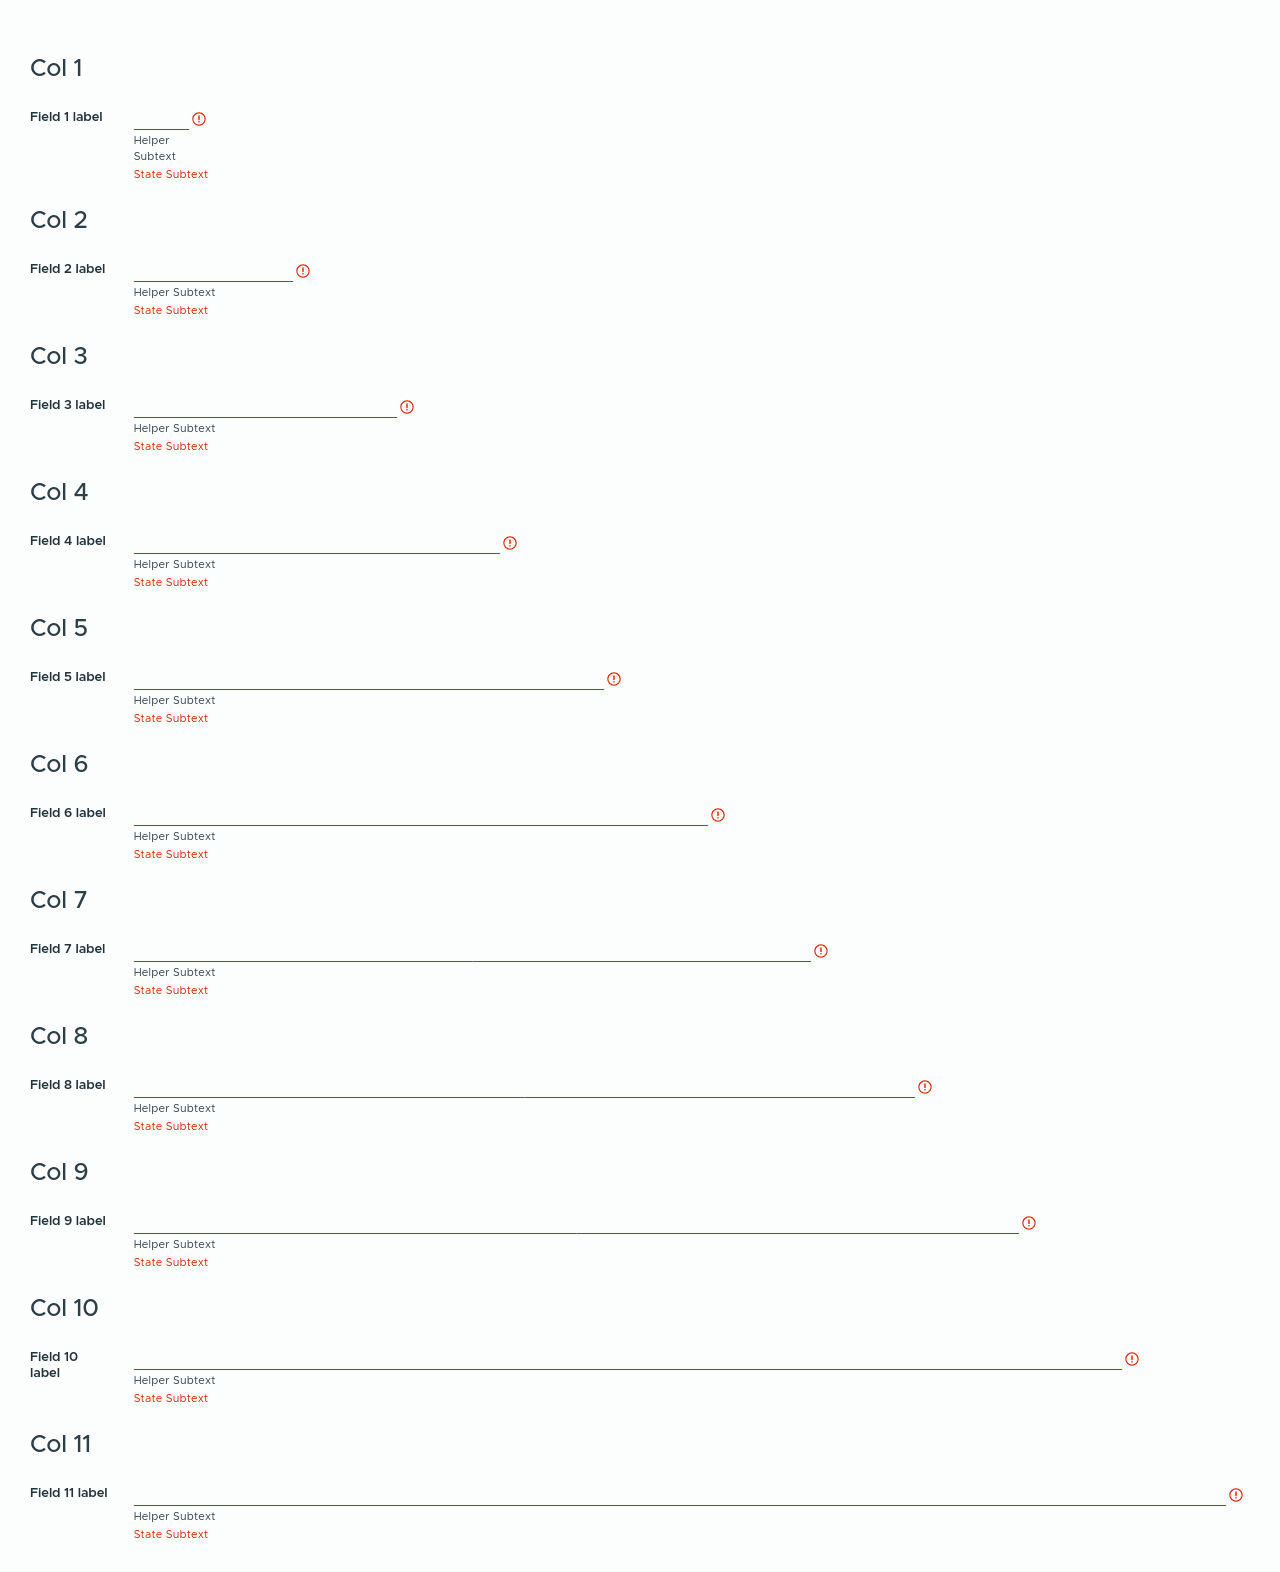 Col 1
Field 1 label
Helper
Subtext
State Subtext
Col 2
Field 2 label
Helper Subtext
State Subtext
Col 3
Field 3 label
Helper Subtext
State Subtext
Col 4
Field 4 label
Helper Subtext
State Subtext
Col 5
Field 5 label
Helper Subtext
State Subtext
Col 6
Field 6 label
Helper Subtext
State Subtext
Col 7
Field 7 label
Helper Subtext
State Subtext
Col 8
Field 8 label
Helper Subtext
State Subtext
Col 9
Field 9 label
Helper Subtext
State Subtext
Col 10
Field 10
label
Helper Subtext
State Subtext
Col 11
Field 11 label
Helper Subtext
State Subtext